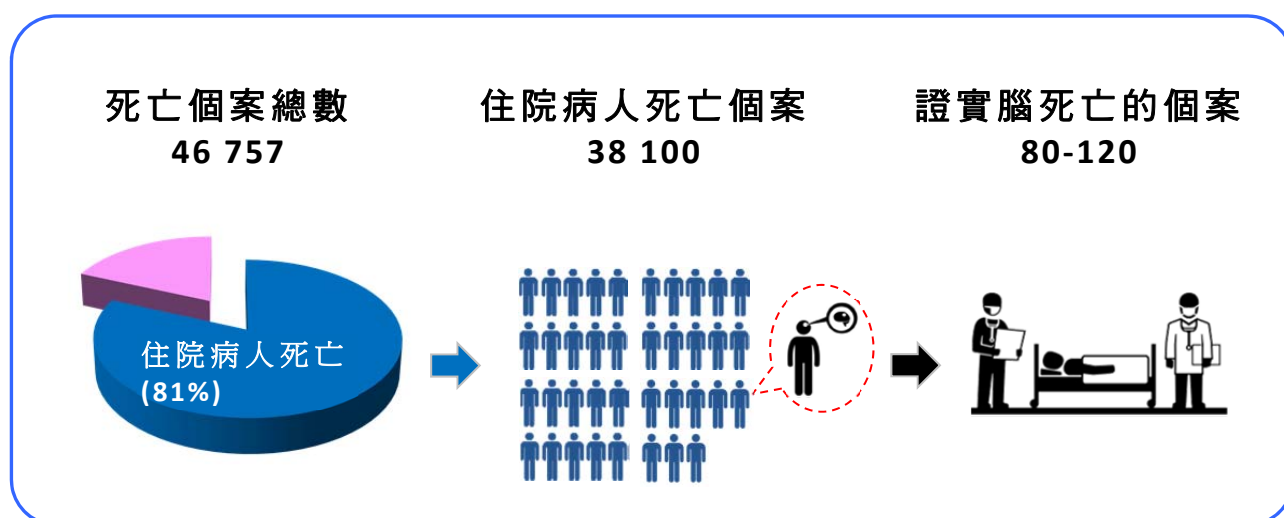 死亡個案總數
46 757
住院病人死亡個案
38 100
證實腦死亡的個案
80-120
住院病人死亡
(81%)